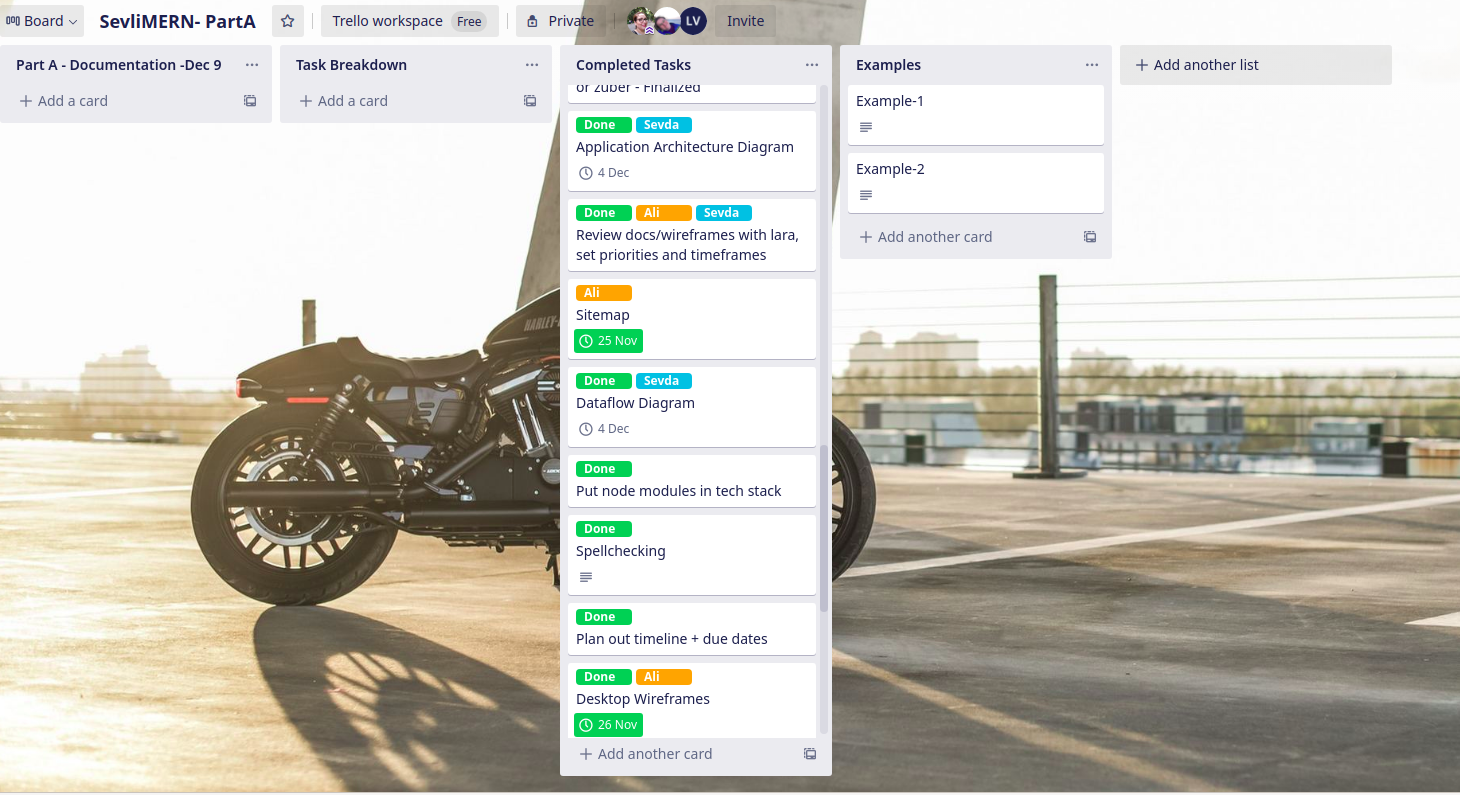 Board
SevliMERN- PartA
Trello workspace Free
Private
LV
Invite
Part A - Documentation -Dec 9
Add a card
Task Breakdown
Add a card
Completed Tasks
or zuber - Finalized
Done Sevda
Application Architecture Diagram
4 Dec
Done Ali Sevda
Review docs/wireframes with lara,
set priorities and timeframes
Ali
Sitemap
25 Nov
Done Sevda
Dataflow Diagram
4 Dec
Done
Put node modules in tech stack
Done
Spellchecking
Done
Plan out timeline + due dates
Done Ali
Desktop Wireframes
26 Nov
Add another card
Examples
Example-1
Example-2
Add another card
Add another list
HARLEY-